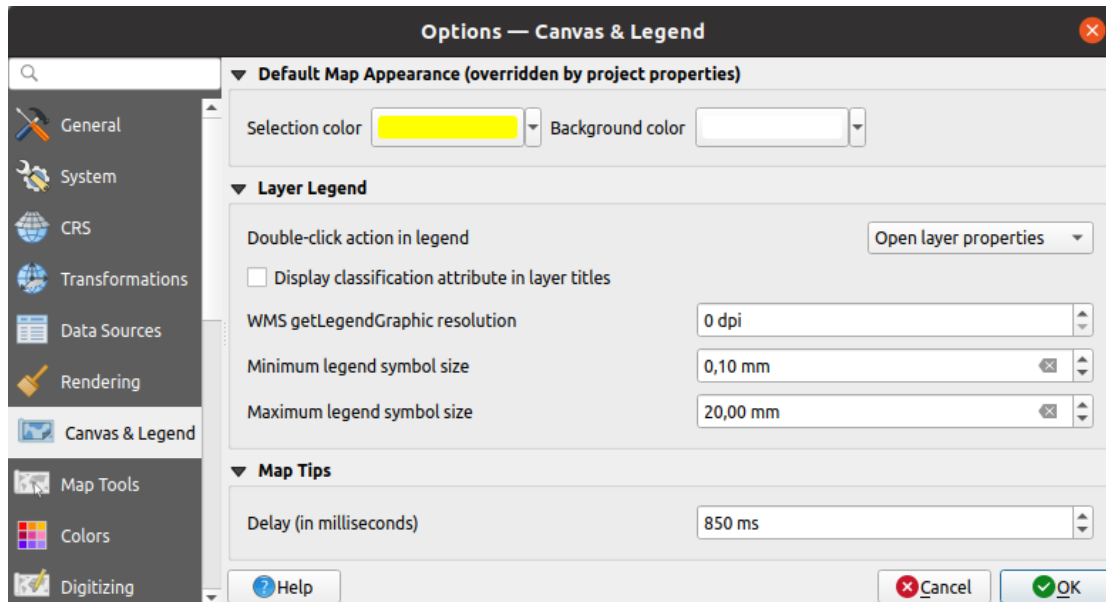 Options — Canvas & Legend
General
System
CRS
Transformations
Data Sources
Rendering
Canvas & Legend
Map Tools
Colors
Digitizing
Default Map Appearance (overridden by project properties)
Selection color Background color
Layer Legend
Double-click action in legend Open layer properties
Display classification attribute in layer titles
WMS getLegendGraphic resolution 0 dpi
Minimum legend symbol size 0,10 mm
Maximum legend symbol size 20,00 mm
Map Tips
Delay (in milliseconds) 850 ms
Help Cancel OK